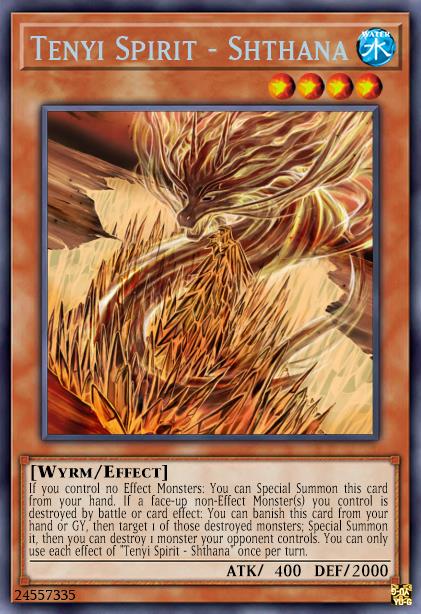 Tenyi Spirit - Shthana
WATER
水
[Wyrm/Effect]
If you control no Effect Monsters: You can Special Summon this card
from your hand. If a face-up non-Effect Monster(s) you control is
destroyed by battle or card effect: You can banish this card from your
hand or GY, then target 1 of those destroyed monsters; Special Summon
it, then you can destroy 1 monster your opponent controls. You can only
use each effect of "Tenyi Spirit - Shthana" once per turn.
ATK/ 400 DEF/2000
24557335